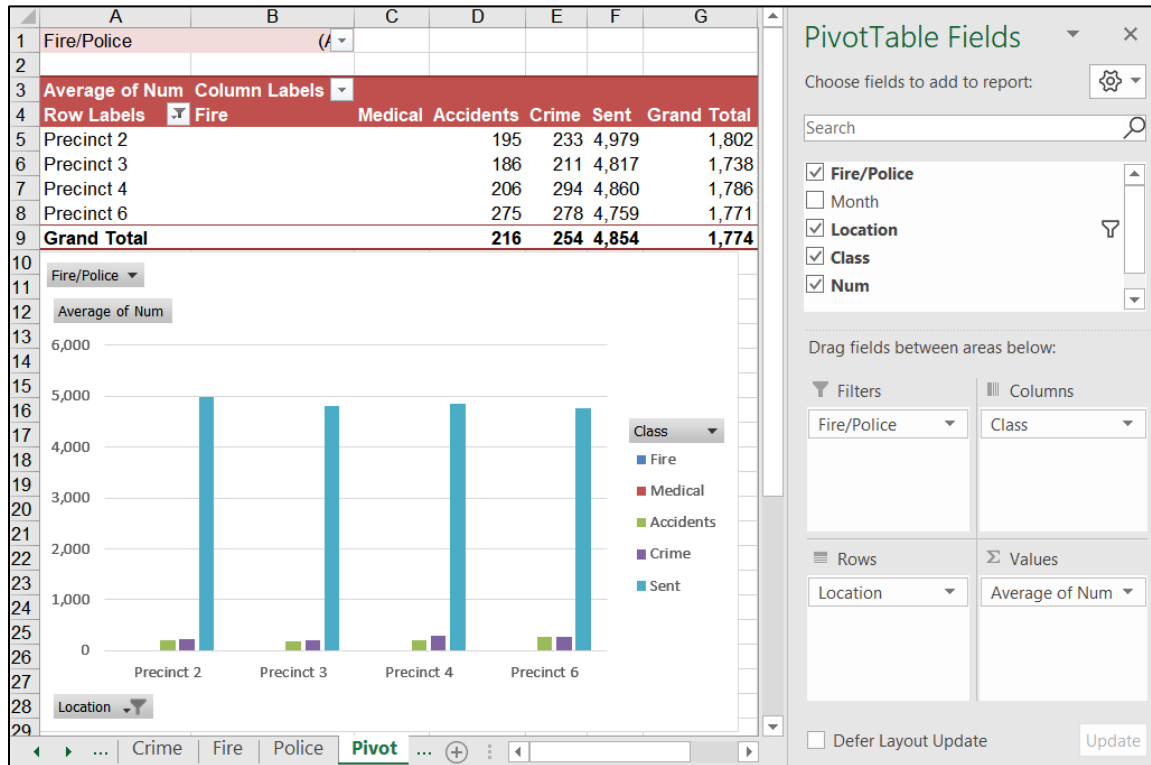 A B C D E F G
1 Fire/Police (A
2
3 Average of Num Column Labels
4 Row Labels Fire Medical Accidents Crime Sent Grand Total
5 Precinct 2 195 233 4,979 1,802
6 Precinct 3 186 211 4,817 1,738
7 Precinct 4 206 294 4,860 1,786
8 Precinct 6 275 278 4,759 1,771
9 Grand Total 216 254 4,854 1,774
10
11 Fire/Police
12 Average of Num
13 6,000
14
15 5,000
16
17 4,000
18
19 3,000
20
21 2,000
22
23 1,000
24
25 0
26 Precinct 2 Precinct 3 Precinct 4 Precinct 6
27
28 Location
29
Class
Fire
Medical
Accidents
Crime
Sent
... Crime Fire Police Pivot ...
PivotTable Fields
Choose fields to add to report:
Search
Fire/Police
Month
Location
Class
Num
Drag fields between areas below:
Filters Columns
Fire/Police Class
Rows Σ Values
Location Average of Num
Defer Layout Update Update